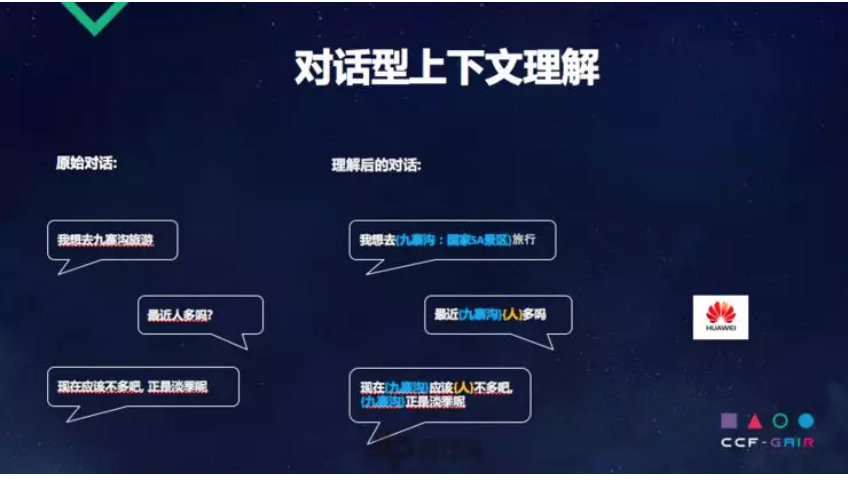 对话型上下文理解
原始对话:
理解后的对话:
我想去九寨沟旅游
我想去{九寨沟：国家5A景区}旅行
最近人多吗?
最近{九寨沟}{人}多吗
现在应该不多吧, 正是淡季呢
现在{九寨沟}应该{人}不多吧,
{九寨沟}正是淡季呢
HUAWEI
CCF-GAIR